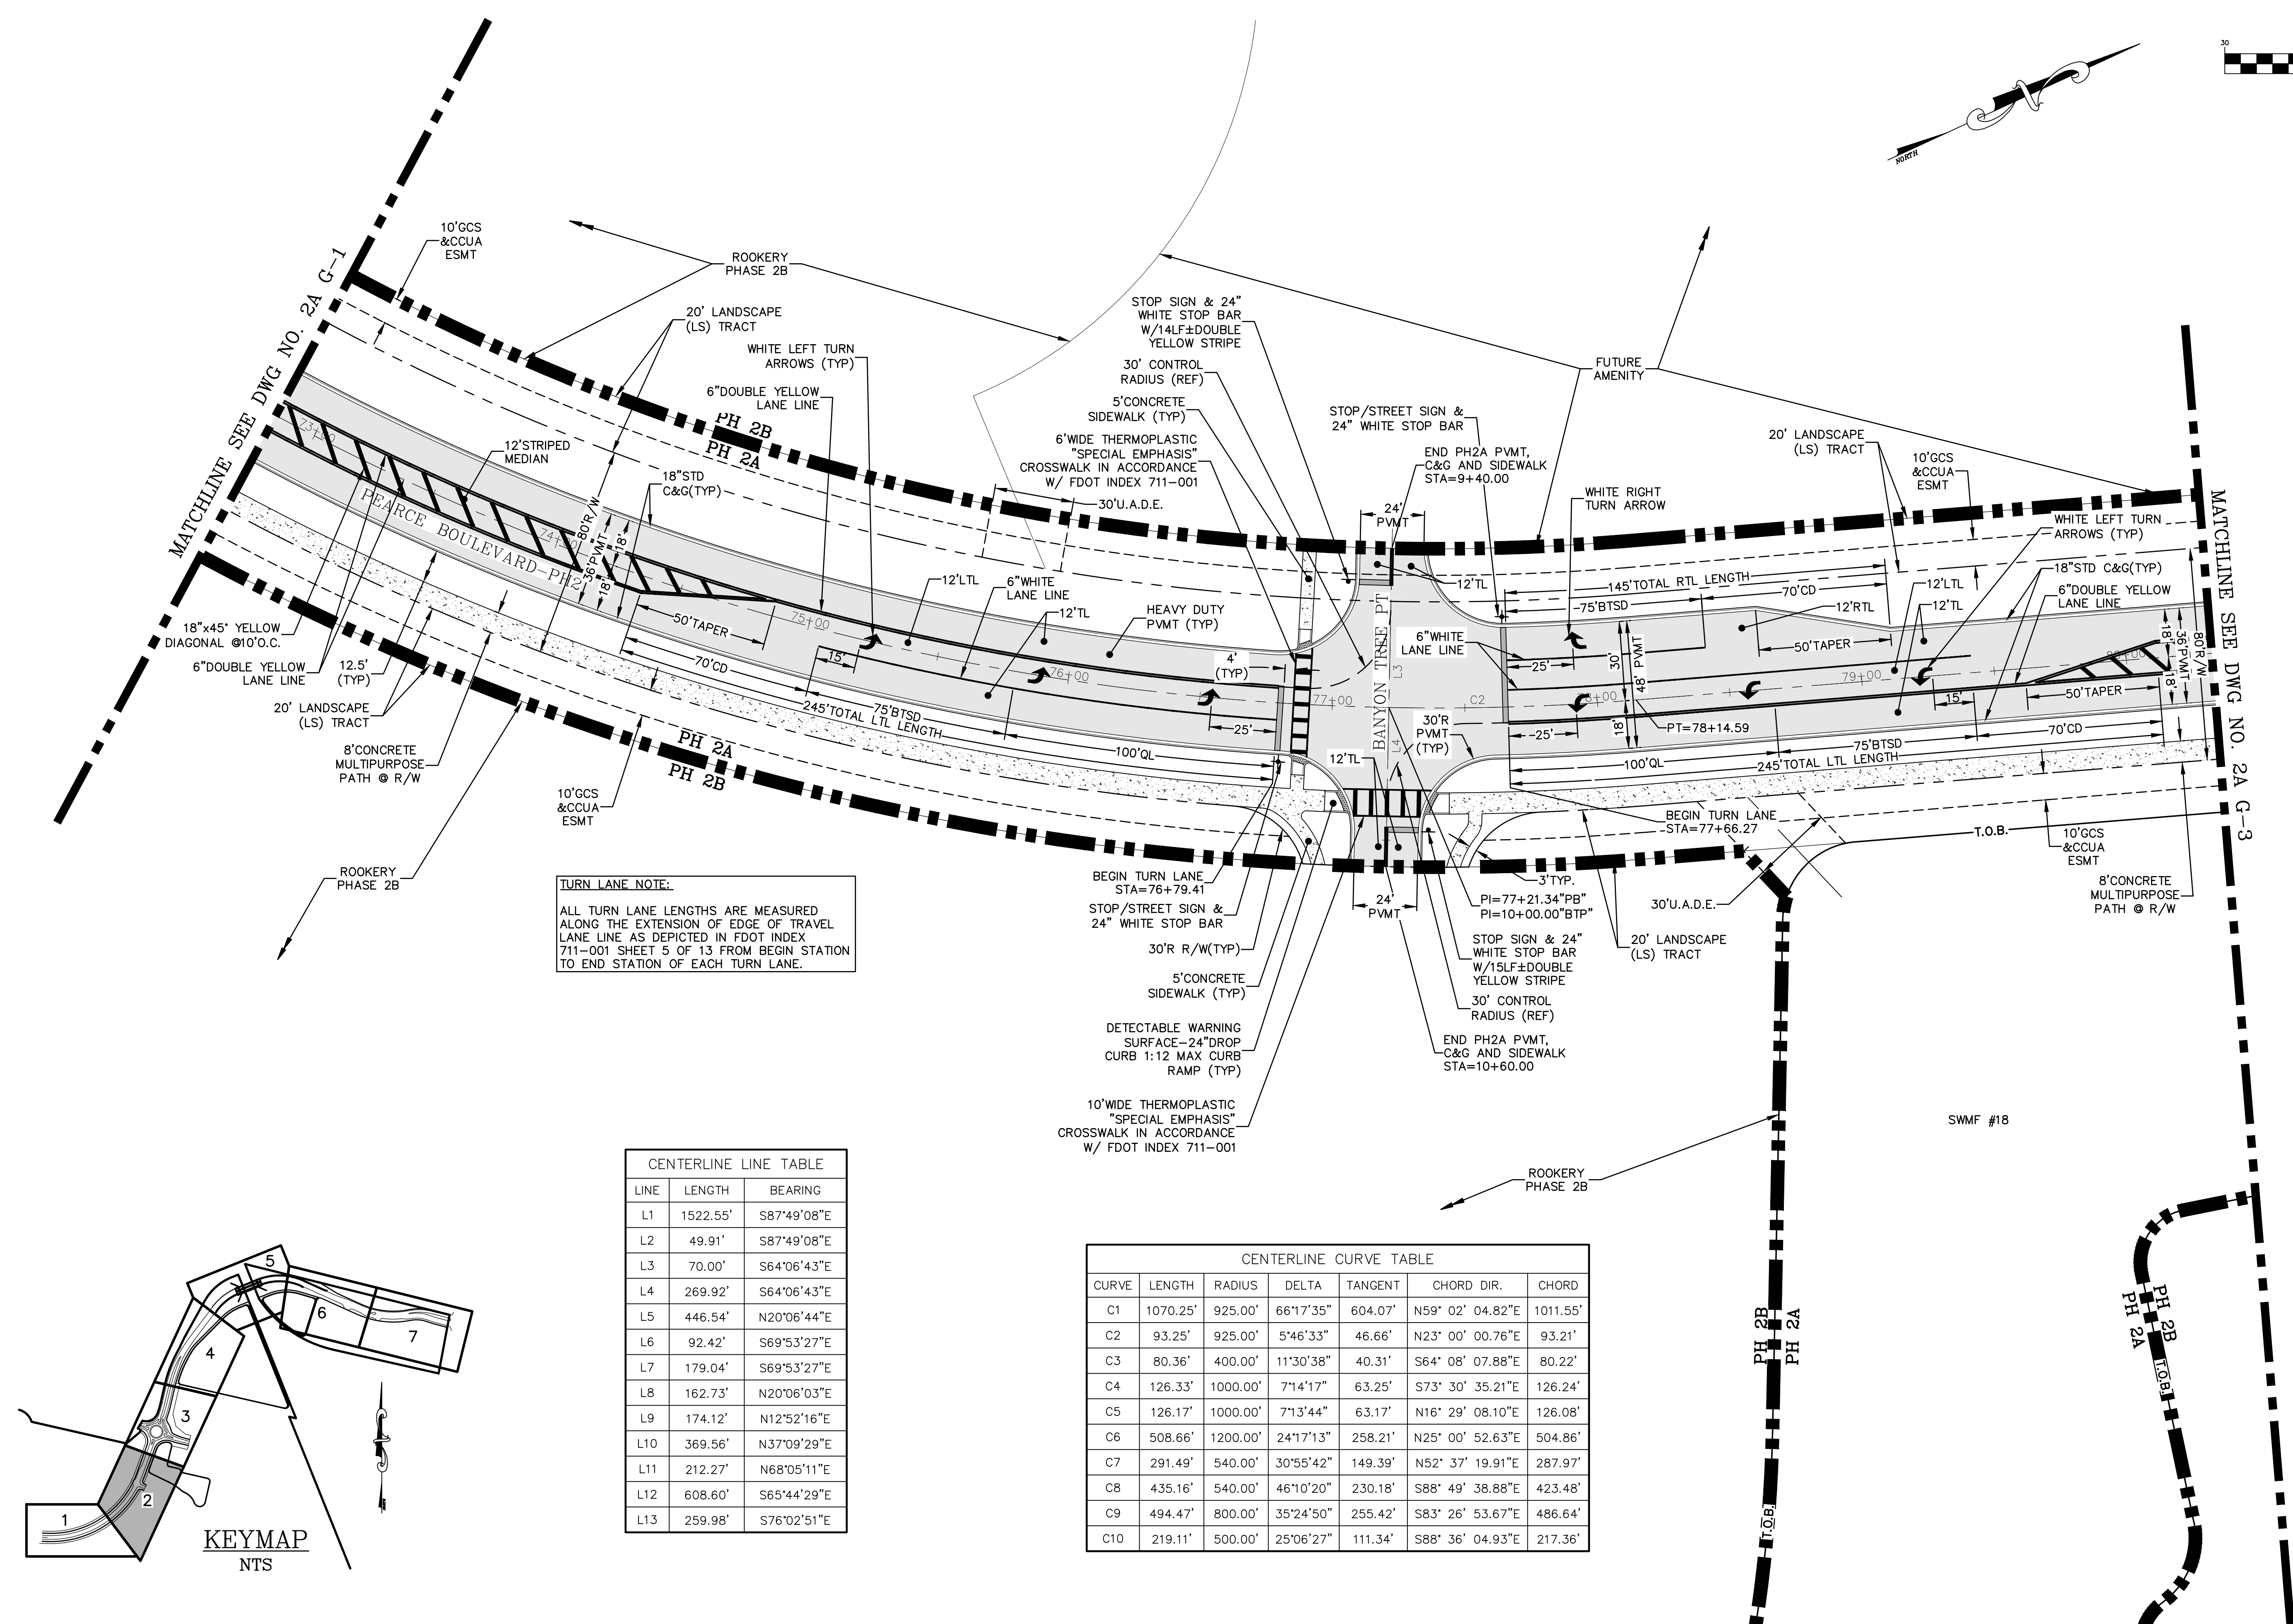 30
NORTH
MATCHLINE SEE DWG NO. 2A G-1
10'GCS
&CCUA
ESMT
ROOKERY
PHASE 2B
20' LANDSCAPE
(LS) TRACT
WHITE LEFT TURN
ARROWS (TYP)
6"DOUBLE YELLOW
LANE LINE
PH 2B
PH 2A
12'STRIPED
MEDIAN
18"STD
C&G(TYP)
30'U.A.D.E.
STOP SIGN & 24"
WHITE STOP BAR
W/14LF±DOUBLE
YELLOW STRIPE
30' CONTROL
RADIUS (REF)
5'CONCRETE
SIDEWALK (TYP)
6'WIDE THERMOPLASTIC
"SPECIAL EMPHASIS"
CROSSWALK IN ACCORDANCE
W/ FDOT INDEX 711-001
STOP/STREET SIGN &
24" WHITE STOP BAR
END PH2A PVMT,
C&G AND SIDEWALK
STA=9+40.00
FUTURE
AMENITY
24'
PVMT
WHITE RIGHT
TURN ARROW
20' LANDSCAPE
(LS) TRACT
10'GCS
&CCUA
ESMT
WHITE LEFT TURN
ARROWS (TYP)
18"STD C&G(TYP)
6"DOUBLE YELLOW
LANE LINE
MATCHLINE SEE DWG NO. 2A G-3
73+00
PEARCE BOULEVARD-PH2
74+00
80'R/W
36'PVMT
18'
18'
75+00
12'LTL
6"WHITE
LANE LINE
12'TL
HEAVY DUTY
PVMT (TYP)
76+00
4'
(TYP)
77+00
BANYON TREE PT
L3
L4
C2
12'TL
145'TOTAL RTL LENGTH
75'BTSD
70'CD
12'RTL
12'LTL
12'TL
50'TAPER
6"WHITE
LANE LINE
25'
30'
48' PVMT
18'
78+00
79+00
80+00
18'
36'PVMT
80'R/W
18'
15'
50'TAPER
25'
PT=78+14.59
70'CD
75'BTSD
100'QL
245'TOTAL LTL LENGTH
30'R
PVMT
(TYP)
12'TL
18"x45° YELLOW
DIAGONAL @10'O.C.
6"DOUBLE YELLOW
LANE LINE
12.5'
(TYP)
20' LANDSCAPE
(LS) TRACT
8'CONCRETE
MULTIPURPOSE
PATH @ R/W
50'TAPER
15'
70'CD
75'BTSD
245'TOTAL LTL LENGTH
100'QL
25'
PH 2A
PH 2B
10'GCS
&CCUA
ESMT
ROOKERY
PHASE 2B
TURN LANE NOTE:
ALL TURN LANE LENGTHS ARE MEASURED
ALONG THE EXTENSION OF EDGE OF TRAVEL
LANE LINE AS DEPICTED IN FDOT INDEX
711-001 SHEET 5 OF 13 FROM BEGIN STATION
TO END STATION OF EACH TURN LANE.
BEGIN TURN LANE
STA=76+79.41
STOP/STREET SIGN &
24" WHITE STOP BAR
30'R R/W(TYP)
5'CONCRETE
SIDEWALK (TYP)
DETECTABLE WARNING
SURFACE-24"DROP
CURB 1:12 MAX CURB
RAMP (TYP)
10'WIDE THERMOPLASTIC
"SPECIAL EMPHASIS"
CROSSWALK IN ACCORDANCE
W/ FDOT INDEX 711-001
24'
PVMT
3'TYP.
PI=77+21.34"PB"
PI=10+00.00"BTP"
STOP SIGN & 24"
WHITE STOP BAR
W/15LF±DOUBLE
YELLOW STRIPE
30' CONTROL
RADIUS (REF)
END PH2A PVMT,
C&G AND SIDEWALK
STA=10+60.00
BEGIN TURN LANE
STA=77+66.27
30'U.A.D.E.
20' LANDSCAPE
(LS) TRACT
T.O.B.
10'GCS
&CCUA
ESMT
8'CONCRETE
MULTIPURPOSE
PATH @ R/W
SWMF #18
ROOKERY
PHASE 2B
PH 2B
PH 2A
T.O.B.
PH 2B
PH 2A
T.O.B.
CENTERLINE LINE TABLE
LINE LENGTH BEARING
L1 1522.55' S87°49'08"E
L2 49.91' S87°49'08"E
L3 70.00' S64°06'43"E
L4 269.92' S64°06'43"E
L5 446.54' N20°06'44"E
L6 92.42' S69°53'27"E
L7 179.04' S69°53'27"E
L8 162.73' N20°06'03"E
L9 174.12' N12°52'16"E
L10 369.56' N37°09'29"E
L11 212.27' N68°05'11"E
L12 608.60' S65°44'29"E
L13 259.98' S76°02'51"E
CENTERLINE CURVE TABLE
CURVE LENGTH RADIUS DELTA TANGENT CHORD DIR. CHORD
C1 1070.25' 925.00' 66°17'35" 604.07' N59° 02' 04.82"E 1011.55'
C2 93.25' 925.00' 5°46'33" 46.66' N23° 00' 00.76"E 93.21'
C3 80.36' 400.00' 11°30'38" 40.31' S64° 08' 07.88"E 80.22'
C4 126.33' 1000.00' 7°14'17" 63.25' S73° 30' 35.21"E 126.24'
C5 126.17' 1000.00' 7°13'44" 63.17' N16° 29' 08.10"E 126.08'
C6 508.66' 1200.00' 24°17'13" 258.21' N25° 00' 52.63"E 504.86'
C7 291.49' 540.00' 30°55'42" 149.39' N52° 37' 19.91"E 287.97'
C8 435.16' 540.00' 46°10'20" 230.18' S88° 49' 38.88"E 423.48'
C9 494.47' 800.00' 35°24'50" 255.42' S83° 26' 53.67"E 486.64'
C10 219.11' 500.00' 25°06'27" 111.34' S88° 36' 04.93"E 217.36'
5
6
7
4
3
2
1
KEYMAP
NTS